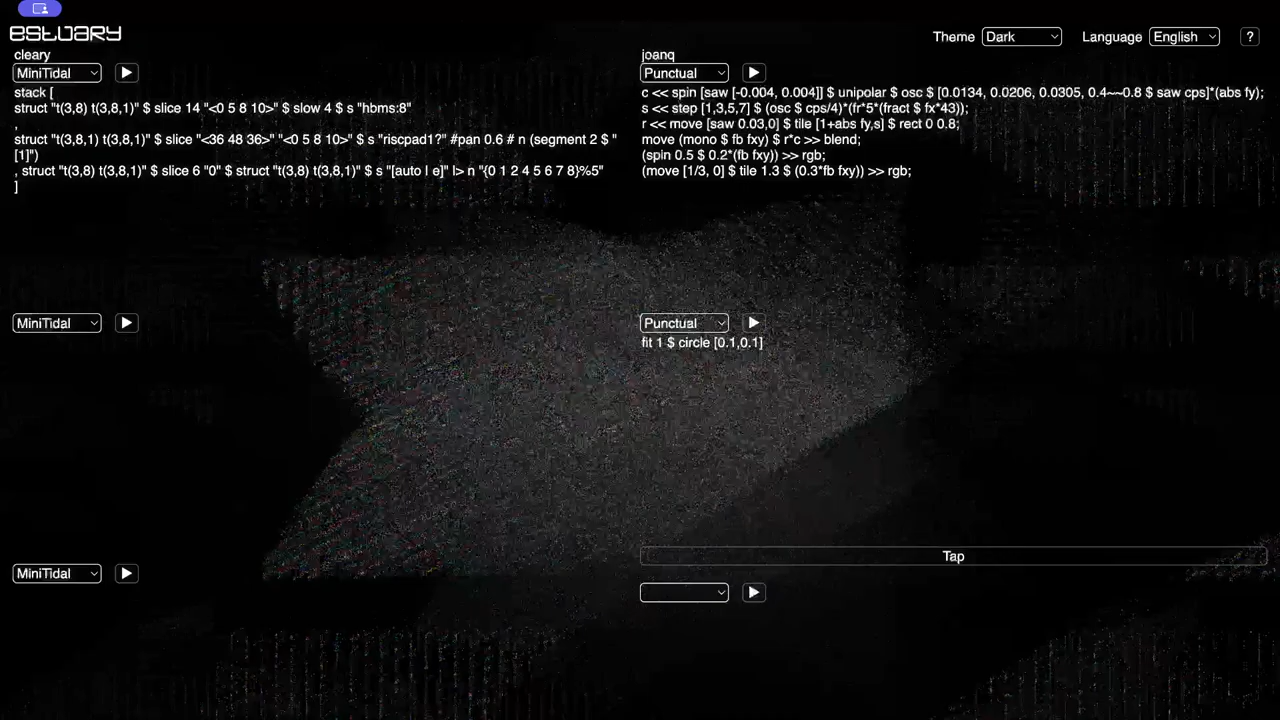 estuary
Theme Dark Language English ?
cleary
MiniTidal
stack [
struct "t(3,8) t(3,8,1)" $ slice 14 "<0 5 8 10>" $ slow 4 $ s "hbms:8"
,
struct "t(3,8,1) t(3,8,1)" $ slice "<36 48 36>" "<0 5 8 10>" $ s "riscpad1?" #pan 0.6 # n (segment 2 $ "
[1]")
, struct "t(3,8) t(3,8,1)" $ slice 6 "0" $ struct "t(3,8) t(3,8,1)" $ s "[auto | e]" |> n "{0 1 2 4 5 6 7 8}%5"
]
joanq
Punctual
c << spin [saw [-0.004, 0.004]] $ unipolar $ osc $ [0.0134, 0.0206, 0.0305, 0.4~~0.8 $ saw cps]*(abs fy);
s << step [1,3,5,7] $ (osc $ cps/4)*(fr*5*(fract $ fx*43));
r << move [saw 0.03,0] $ tile [1+abs fy,s] $ rect 0 0.8;
move (mono $ fb fxy) $ r*c >> blend;
(spin 0.5 $ 0.2*(fb fxy)) >> rgb;
(move [1/3, 0] $ tile 1.3 $ (0.3*fb fxy)) >> rgb;
MiniTidal
Punctual
fit 1 $ circle [0.1,0.1]
MiniTidal
Tap